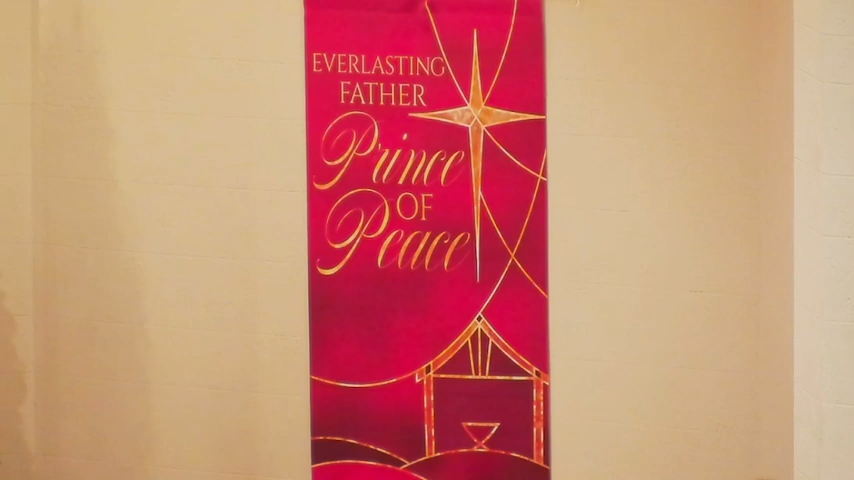 EVERLASTING
FATHER
Prince
OF
Peace